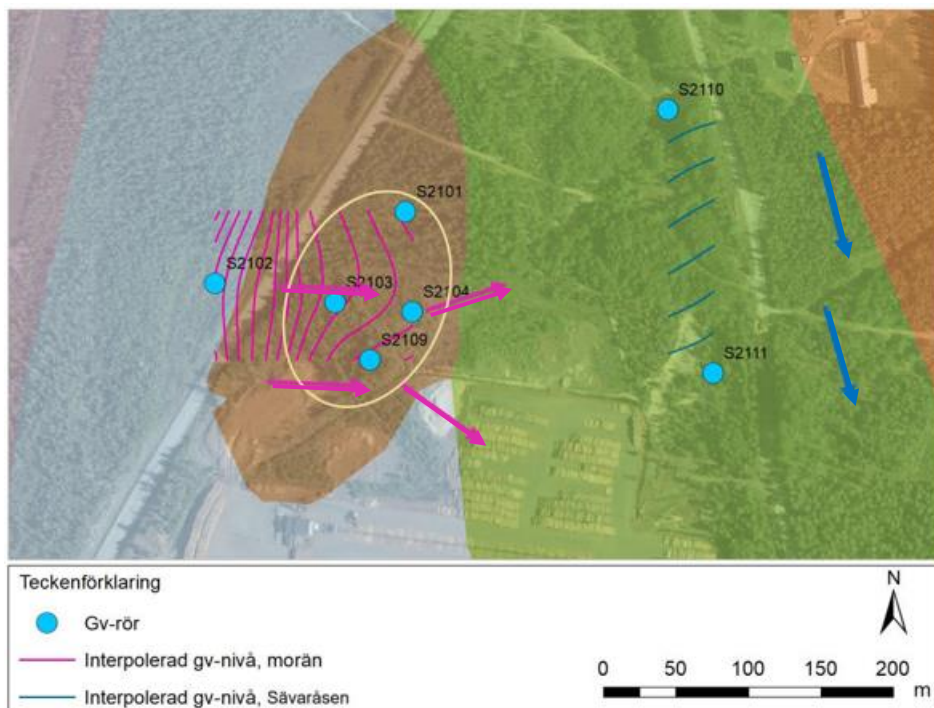 S2110
S2101
S2102
S2103
S2104
S2109
S2111
Teckenförklaring
Gv-rör
Interpolerad gv-nivå, morän
Interpolerad gv-nivå, Sävaråsen
N
0 50 100 150 200
m